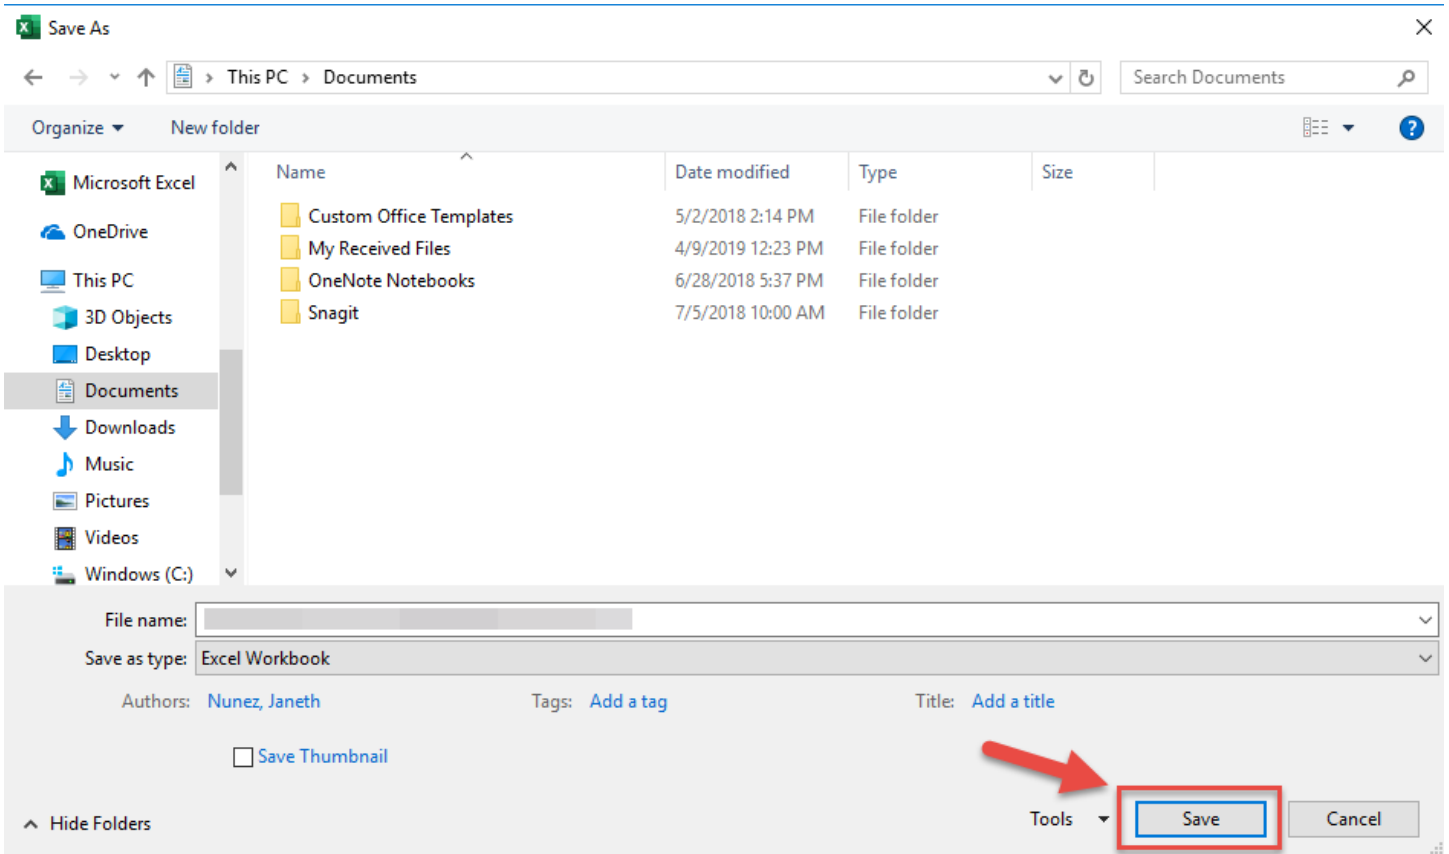 Save As
This PC > Documents
Search Documents
Organize
New folder
?
Name
Date modified
Type
Size
Microsoft Excel
OneDrive
This PC
3D Objects
Desktop
Documents
Downloads
Music
Pictures
Videos
Windows (C:)
Custom Office Templates 5/2/2018 2:14 PM File folder
My Received Files 4/9/2019 12:23 PM File folder
OneNote Notebooks 6/28/2018 5:37 PM File folder
Snagit 7/5/2018 10:00 AM File folder
File name:
Save as type: Excel Workbook
Authors: Nunez, Janeth
Tags: Add a tag
Title: Add a title
Save Thumbnail
Hide Folders
Tools
Save
Cancel